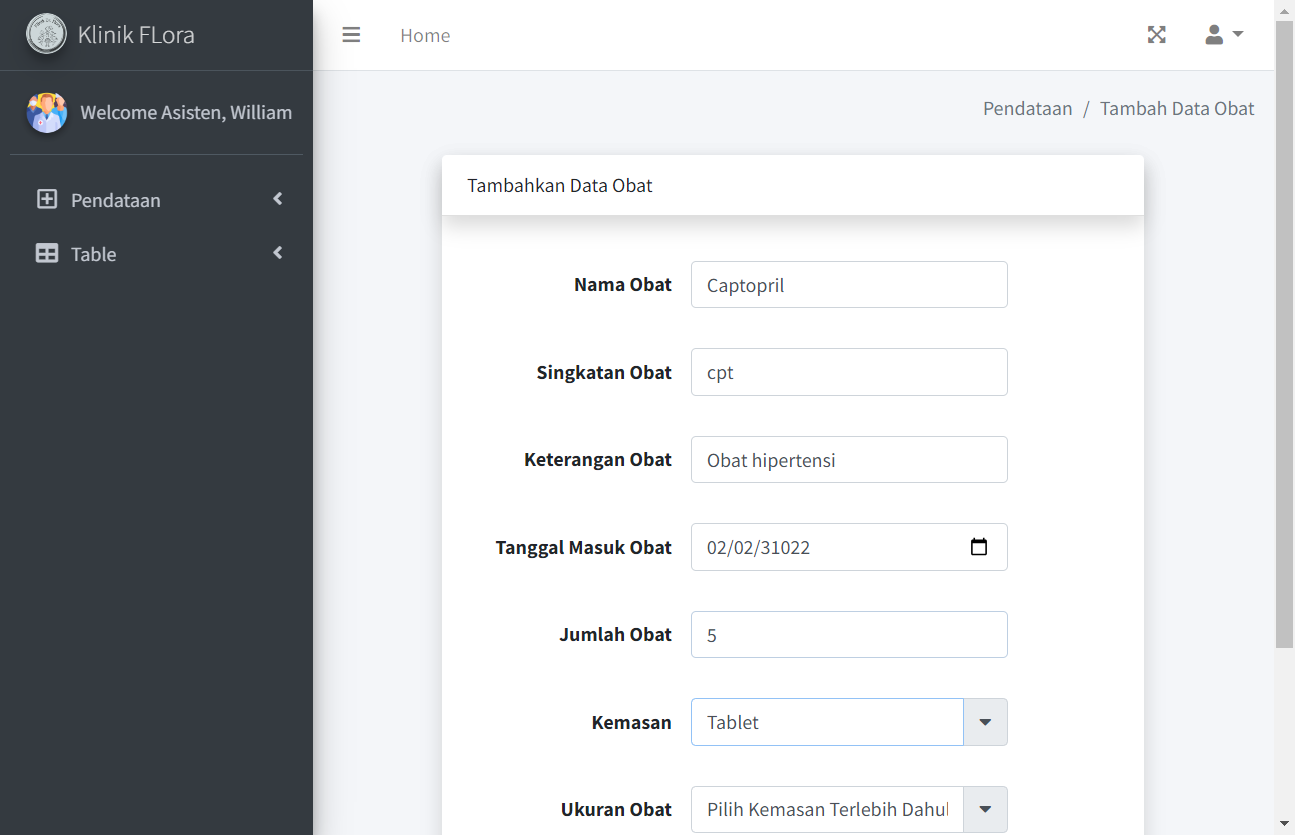 Klinik FLora
Home
Welcome Asisten, William
Pendataan / Tambah Data Obat
Pendataan
Table
Tambahkan Data Obat
Nama Obat Captopril
Singkatan Obat cpt
Keterangan Obat Obat hipertensi
Tanggal Masuk Obat 02/02/31022
Jumlah Obat 5
Kemasan Tablet
Ukuran Obat Pilih Kemasan Terlebih Dahul